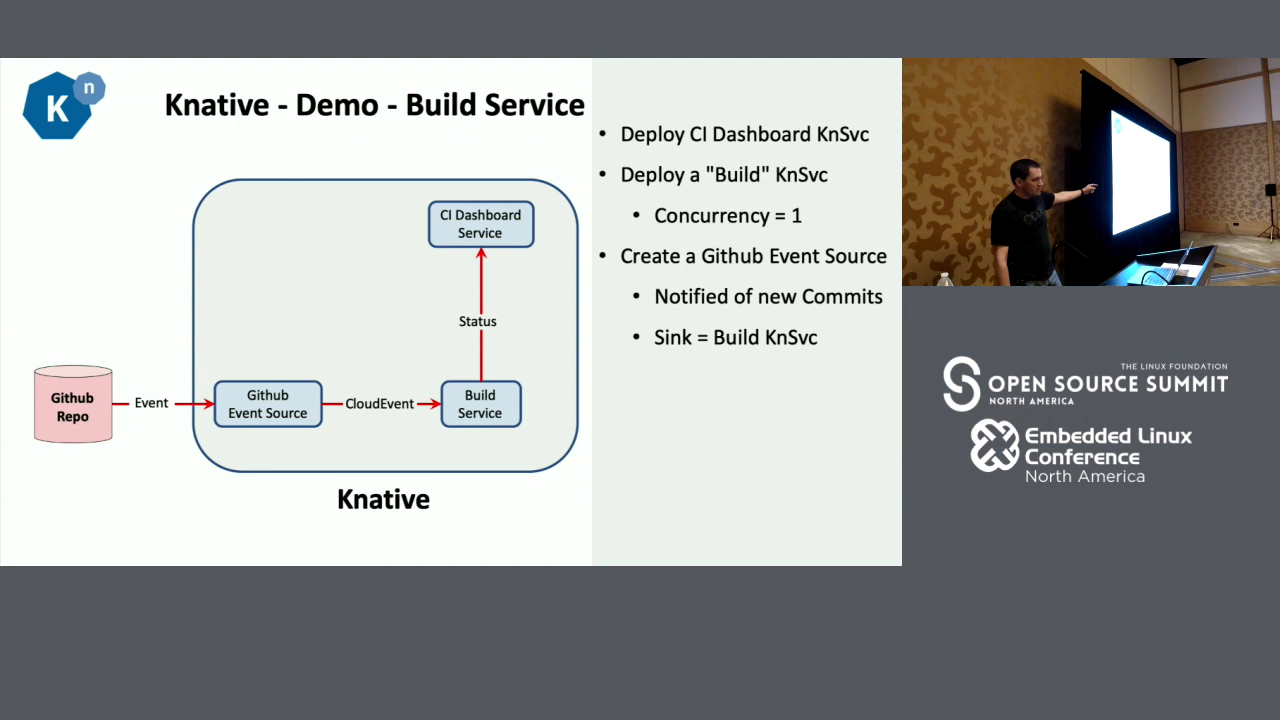 K
n
Knative - Demo - Build Service
CI Dashboard
Service
Status
Github
Repo
Event
Github
Event Source
CloudEvent
Build
Service
Knative
• Deploy CI Dashboard KnSvc
• Deploy a "Build" KnSvc
• Concurrency = 1
• Create a Github Event Source
• Notified of new Commits
• Sink = Build KnSvc
THE LINUX FOUNDATION
OPEN SOURCE SUMMIT
NORTH AMERICA
Embedded Linux
Conference
North America